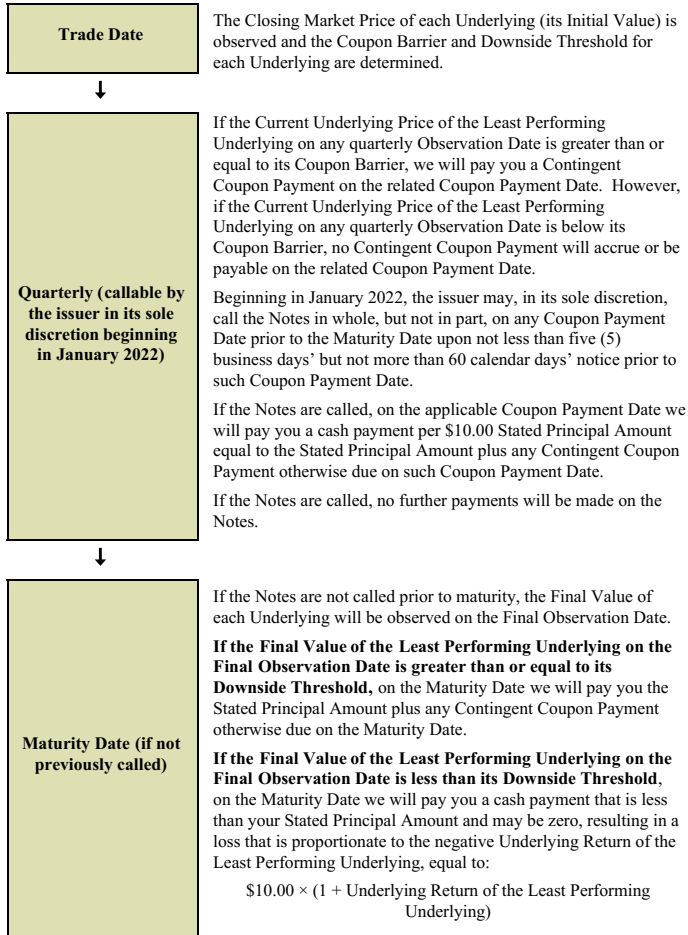 Trade Date
The Closing Market Price of each Underlying (its Initial Value) is
observed and the Coupon Barrier and Downside Threshold for
each Underlying are determined.
Quarterly (callable by
the issuer in its sole
discretion beginning
in January 2022)
If the Current Underlying Price of the Least Performing
Underlying on any quarterly Observation Date is greater than or
equal to its Coupon Barrier, we will pay you a Contingent
Coupon Payment on the related Coupon Payment Date.  However,
if the Current Underlying Price of the Least Performing
Underlying on any quarterly Observation Date is below its
Coupon Barrier, no Contingent Coupon Payment will accrue or be
payable on the related Coupon Payment Date.
Beginning in January 2022, the issuer may, in its sole discretion,
call the Notes in whole, but not in part, on any Coupon Payment
Date prior to the Maturity Date upon not less than five (5)
business days’ but not more than 60 calendar days’ notice prior to
such Coupon Payment Date.
If the Notes are called, on the applicable Coupon Payment Date we
will pay you a cash payment per $10.00 Stated Principal Amount
equal to the Stated Principal Amount plus any Contingent Coupon
Payment otherwise due on such Coupon Payment Date.
If the Notes are called, no further payments will be made on the
Notes.
Maturity Date (if not
previously called)
If the Notes are not called prior to maturity, the Final Value of
each Underlying will be observed on the Final Observation Date.
If the Final Value of the Least Performing Underlying on the
Final Observation Date is greater than or equal to its
Downside Threshold, on the Maturity Date we will pay you the
Stated Principal Amount plus any Contingent Coupon Payment
otherwise due on the Maturity Date.
If the Final Value of the Least Performing Underlying on the
Final Observation Date is less than its Downside Threshold,
on the Maturity Date we will pay you a cash payment that is less
than your Stated Principal Amount and may be zero, resulting in a
loss that is proportionate to the negative Underlying Return of the
Least Performing Underlying, equal to:
$10.00 × (1 + Underlying Return of the Least Performing
Underlying)